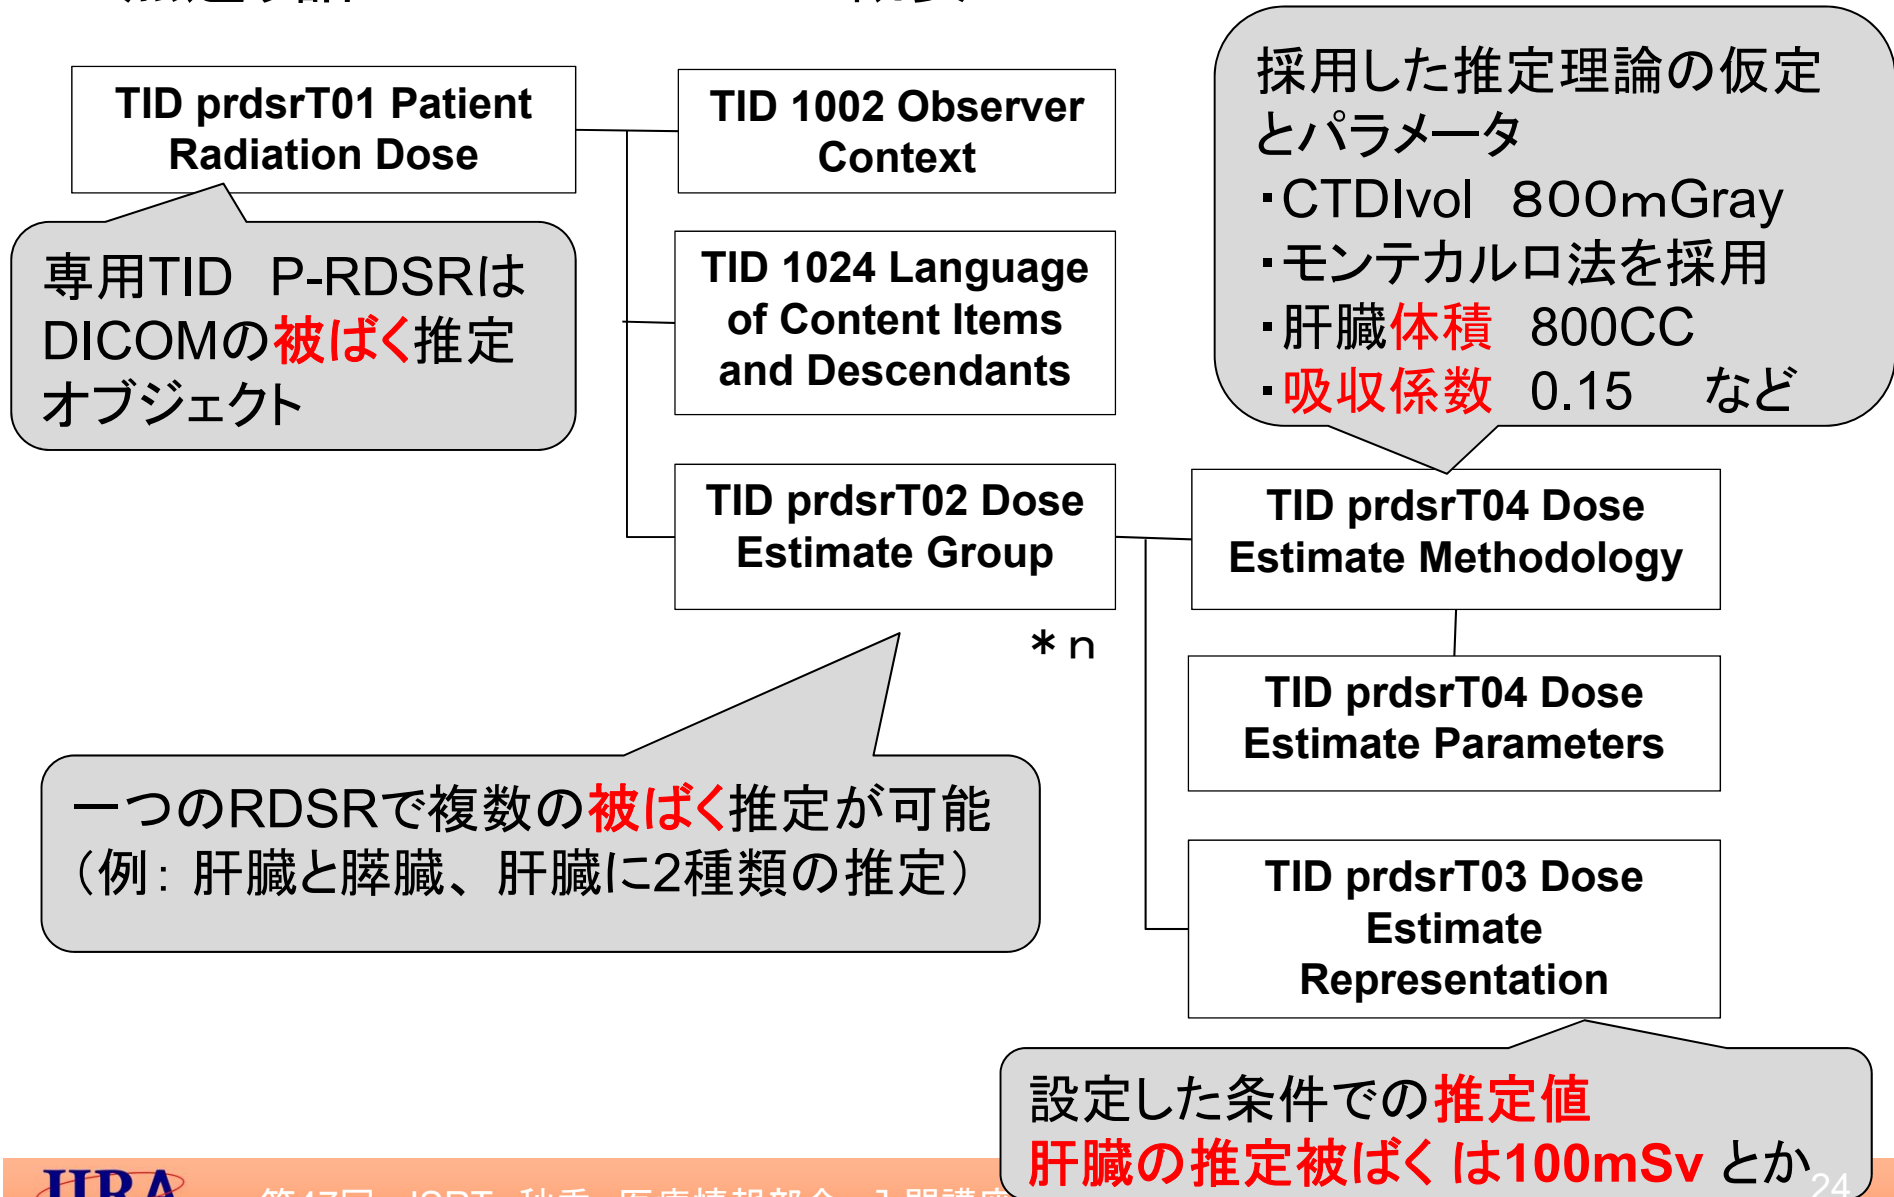 TID prdsrT01 Patient
Radiation Dose
専用TID　P-RDSRは
DICOMの被ばく推定
オブジェクト
TID 1002 Observer
Context
TID 1024 Language
of Content Items
and Descendants
TID prdsrT02 Dose
Estimate Group
*n
採用した推定理論の仮定
とパラメータ
・CTDIvol　800mGray
・モンテカルロ法を採用
・肝臓体積　800CC
・吸収係数　0.15　など
TID prdsrT04 Dose
Estimate Methodology
TID prdsrT04 Dose
Estimate Parameters
一つのRDSRで複数の被ばく推定が可能
（例：肝臓と膵臓、肝臓に2種類の推定）
TID prdsrT03 Dose
Estimate
Representation
設定した条件での推定値
肝臓の推定被ばくは100mSv とか
JIRA
24